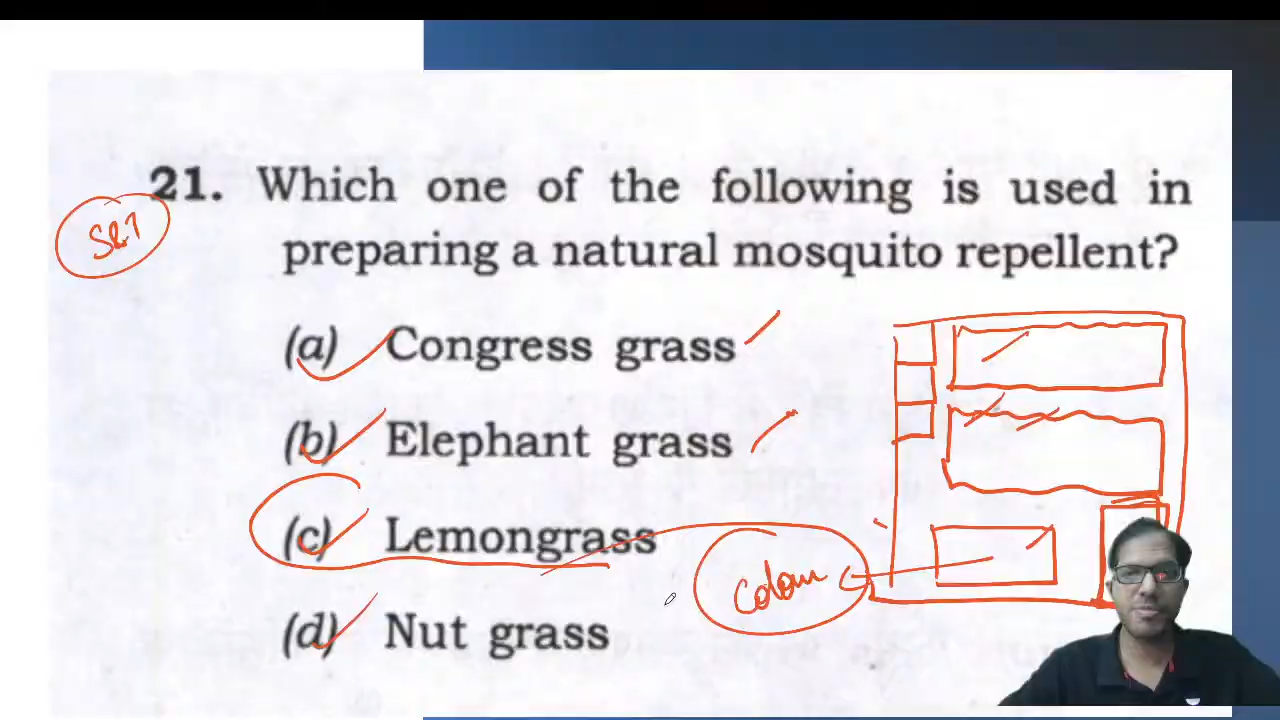 21. Which one of the following is used in
preparing a natural mosquito repellent?
S&T
(a) Congress grass
(b) Elephant grass
(c) Lemongrass
(d) Nut grass